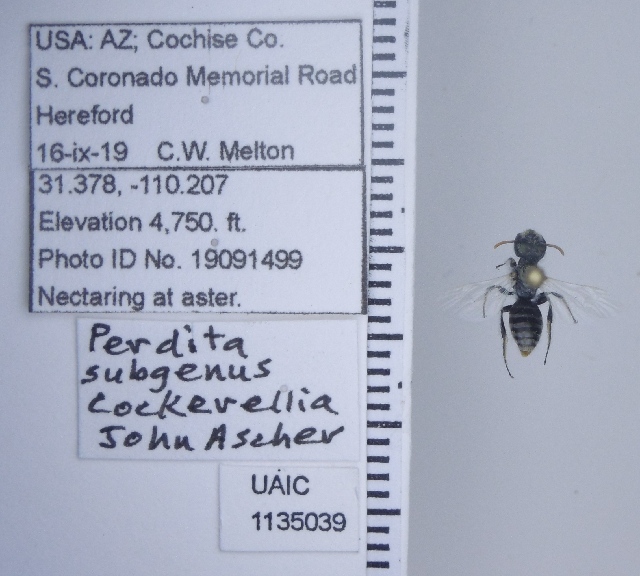 USA: AZ; Cochise Co.
S. Coronado Memorial Road
Hereford
16-ix-19 C.W. Melton
31.378, -110.207
Elevation 4,750. ft.
Photo ID No. 19091499
Nectaring at aster.
Perdita
subgenus
Cockerellia
John Ascher
UAIC
1135039